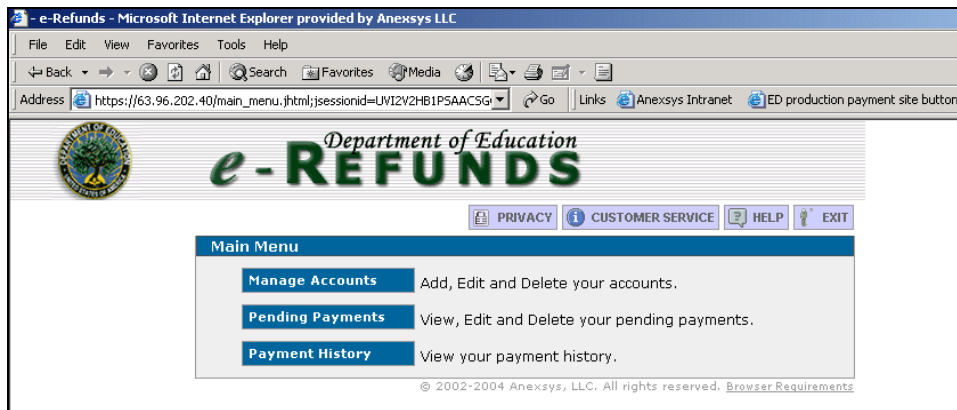 - e-Refunds - Microsoft Internet Explorer provided by Anexsys LLC
File Edit View Favorites Tools Help
Back Search Favorites Media
Address https://63.96.202.40/main_menu.jhtml;jsessionid=UVI2V2HB1PSAACSG Go Links Anexsys Intranet ED production payment site button
Department of Education
e - REFUNDS
PRIVACY CUSTOMER SERVICE HELP EXIT
Main Menu
Manage Accounts Add, Edit and Delete your accounts.
Pending Payments View, Edit and Delete your pending payments.
Payment History View your payment history.
© 2002-2004 Anexsys, LLC. All rights reserved. Browser Requirements